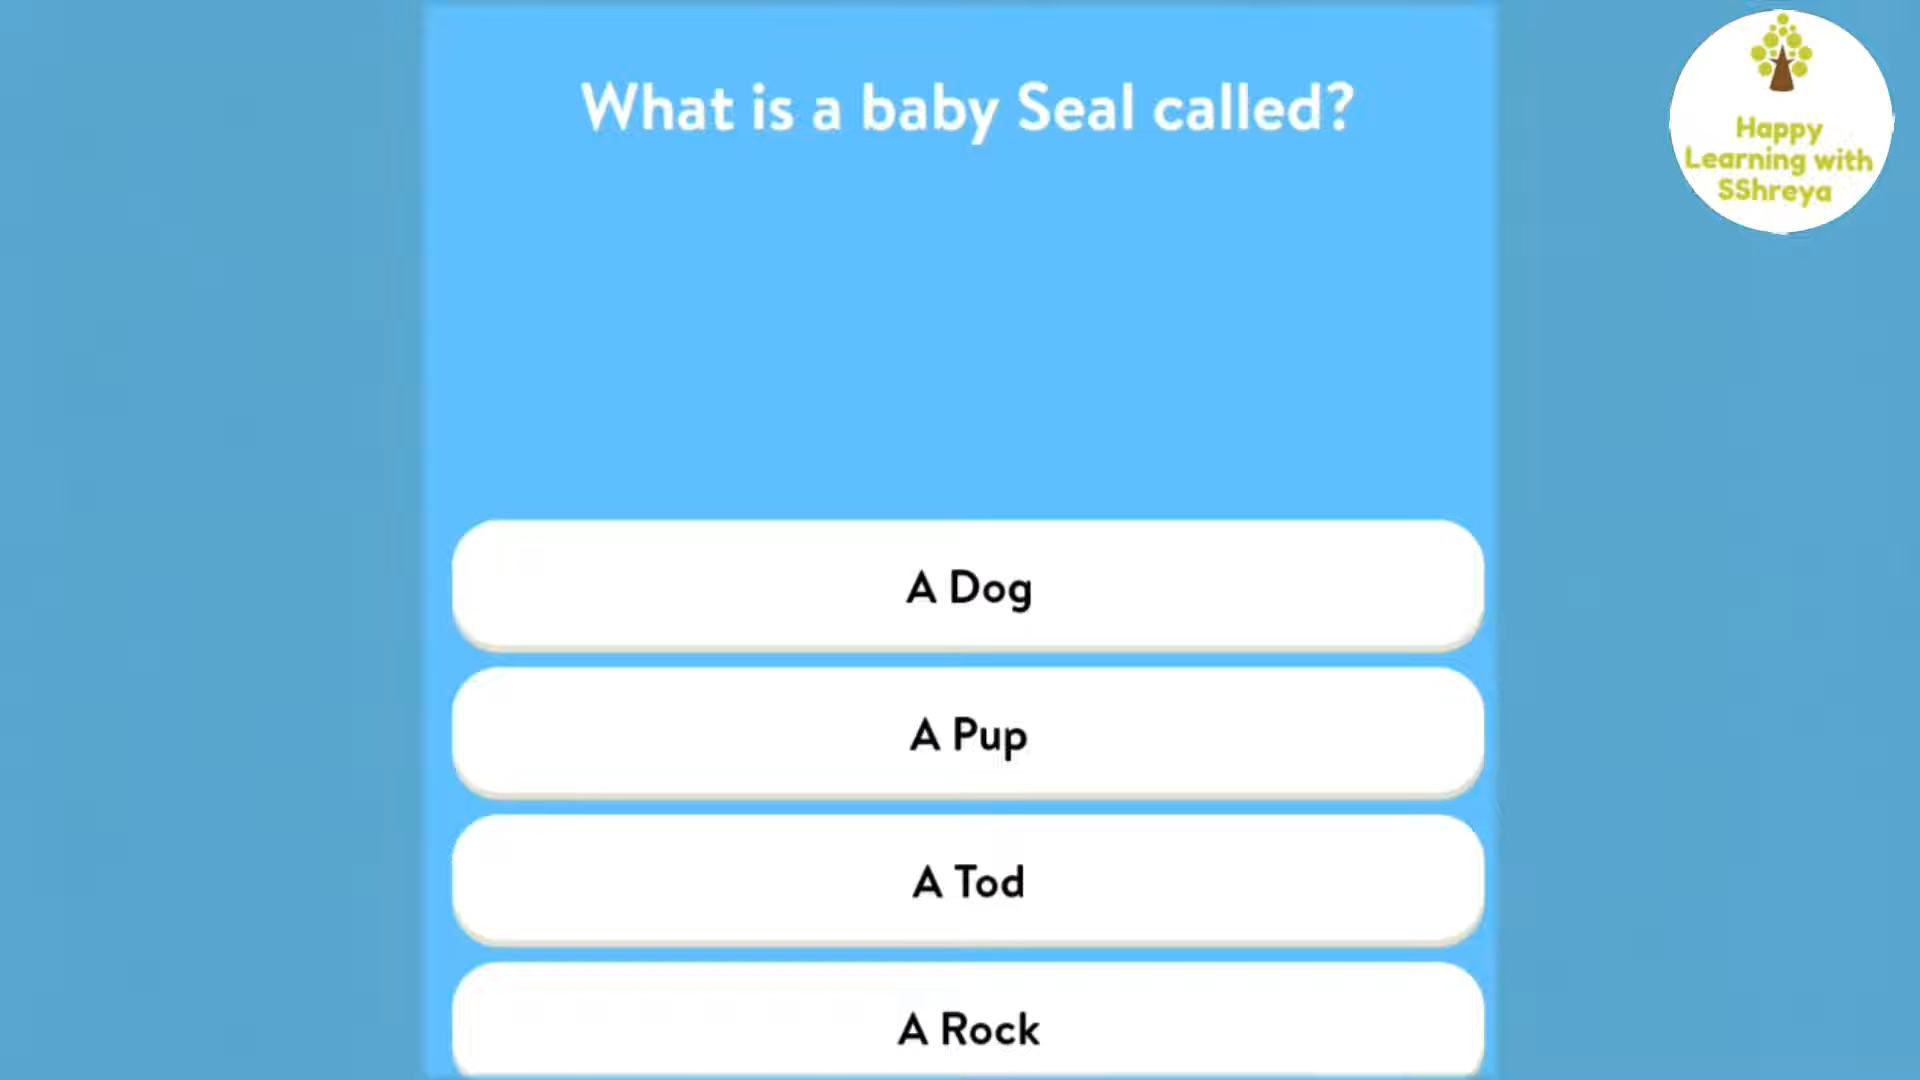 What is a baby Seal called?
Happy
Learning with
SShreya
A Dog
A Pup
A Tod
A Rock